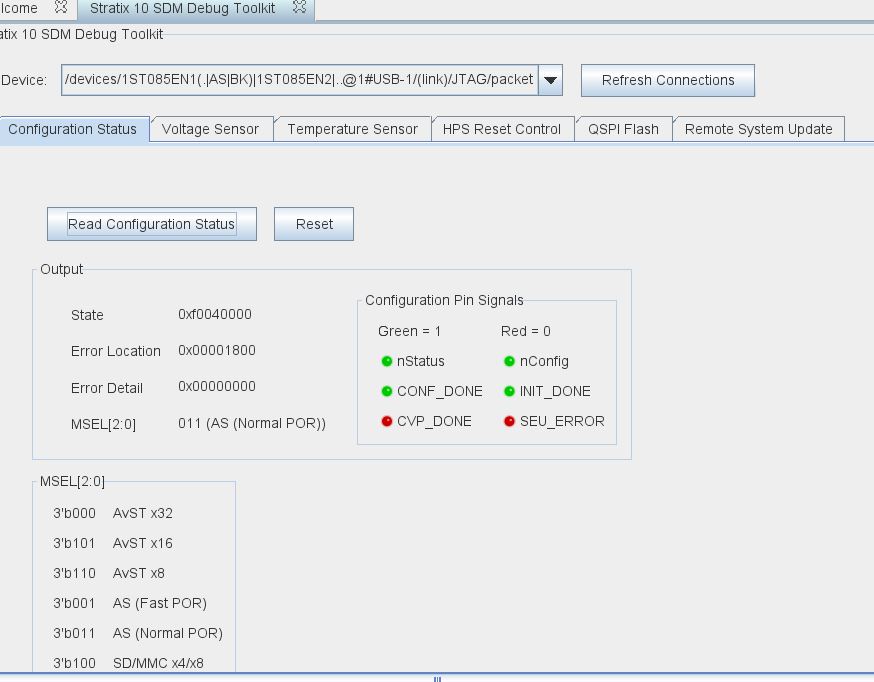 lcome Stratix 10 SDM Debug Toolkit
atix 10 SDM Debug Toolkit
Device: /devices/1ST085EN1(.|AS|BK)|1ST085EN2|..@1#USB-1/(link)/JTAG/packet Refresh Connections
Configuration Status Voltage Sensor Temperature Sensor HPS Reset Control QSPI Flash Remote System Update
Read Configuration Status Reset
Output
State 0xf0040000
Error Location 0x00001800
Error Detail 0x00000000
MSEL[2:0] 011 (AS (Normal POR))
Configuration Pin Signals
Green = 1 Red = 0
nStatus nConfig
CONF_DONE INIT_DONE
CVP_DONE SEU_ERROR
MSEL[2:0]
3'b000 AvST x32
3'b101 AvST x16
3'b110 AvST x8
3'b001 AS (Fast POR)
3'b011 AS (Normal POR)
3'b100 SD/MMC x4/x8